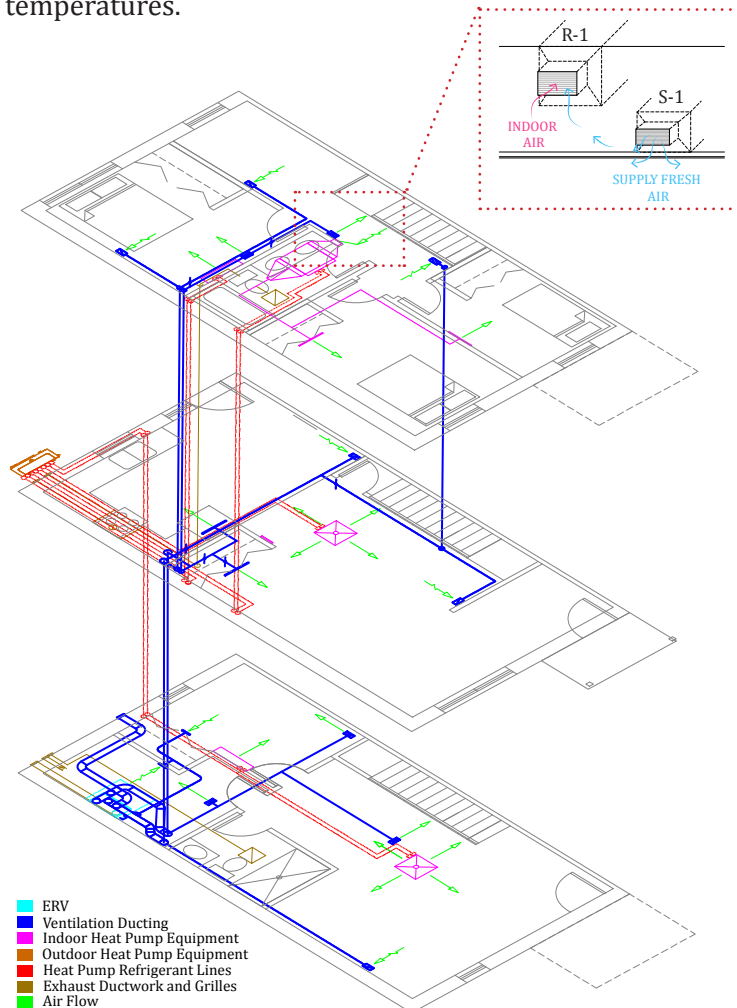 temperatures.
R-1
S-1
INDOOR
AIR
SUPPLY FRESH
AIR
ERV
Ventilation Ducting
Indoor Heat Pump Equipment
Outdoor Heat Pump Equipment
Heat Pump Refrigerant Lines
Exhaust Ductwork and Grilles
Air Flow